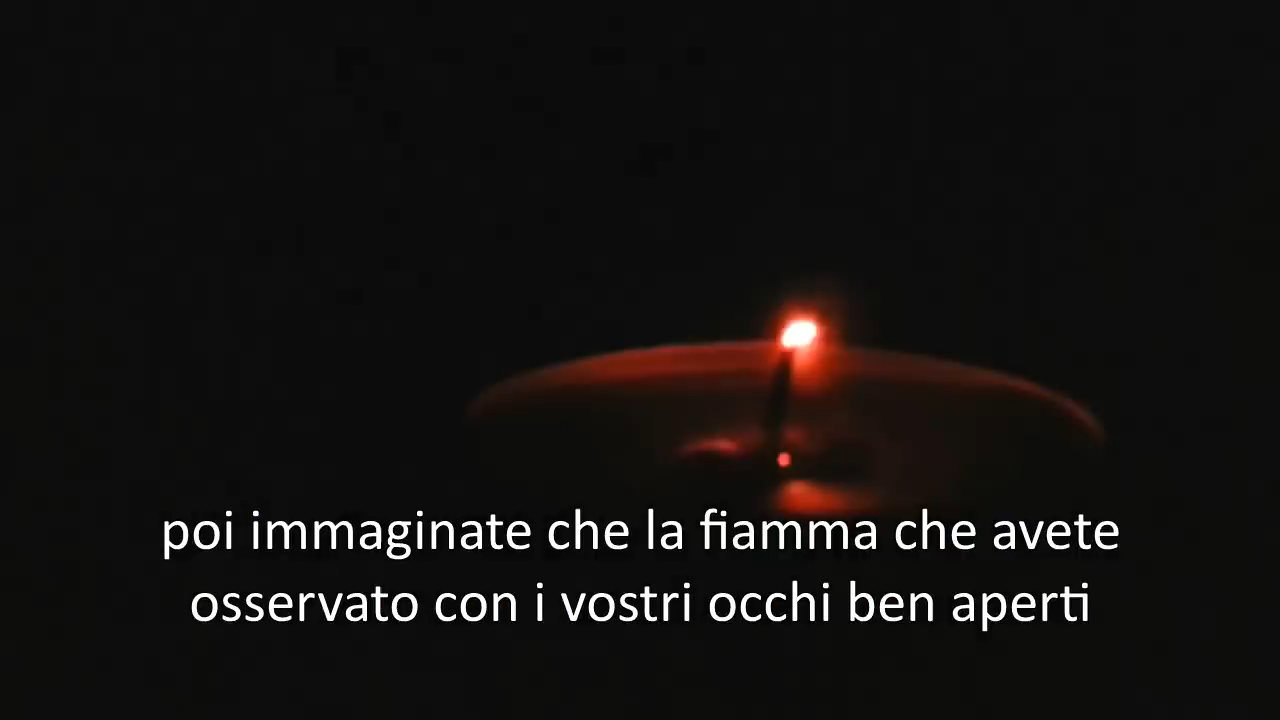 poi immaginate che la fiamma che avete
osservato con i vostri occhi ben aperti